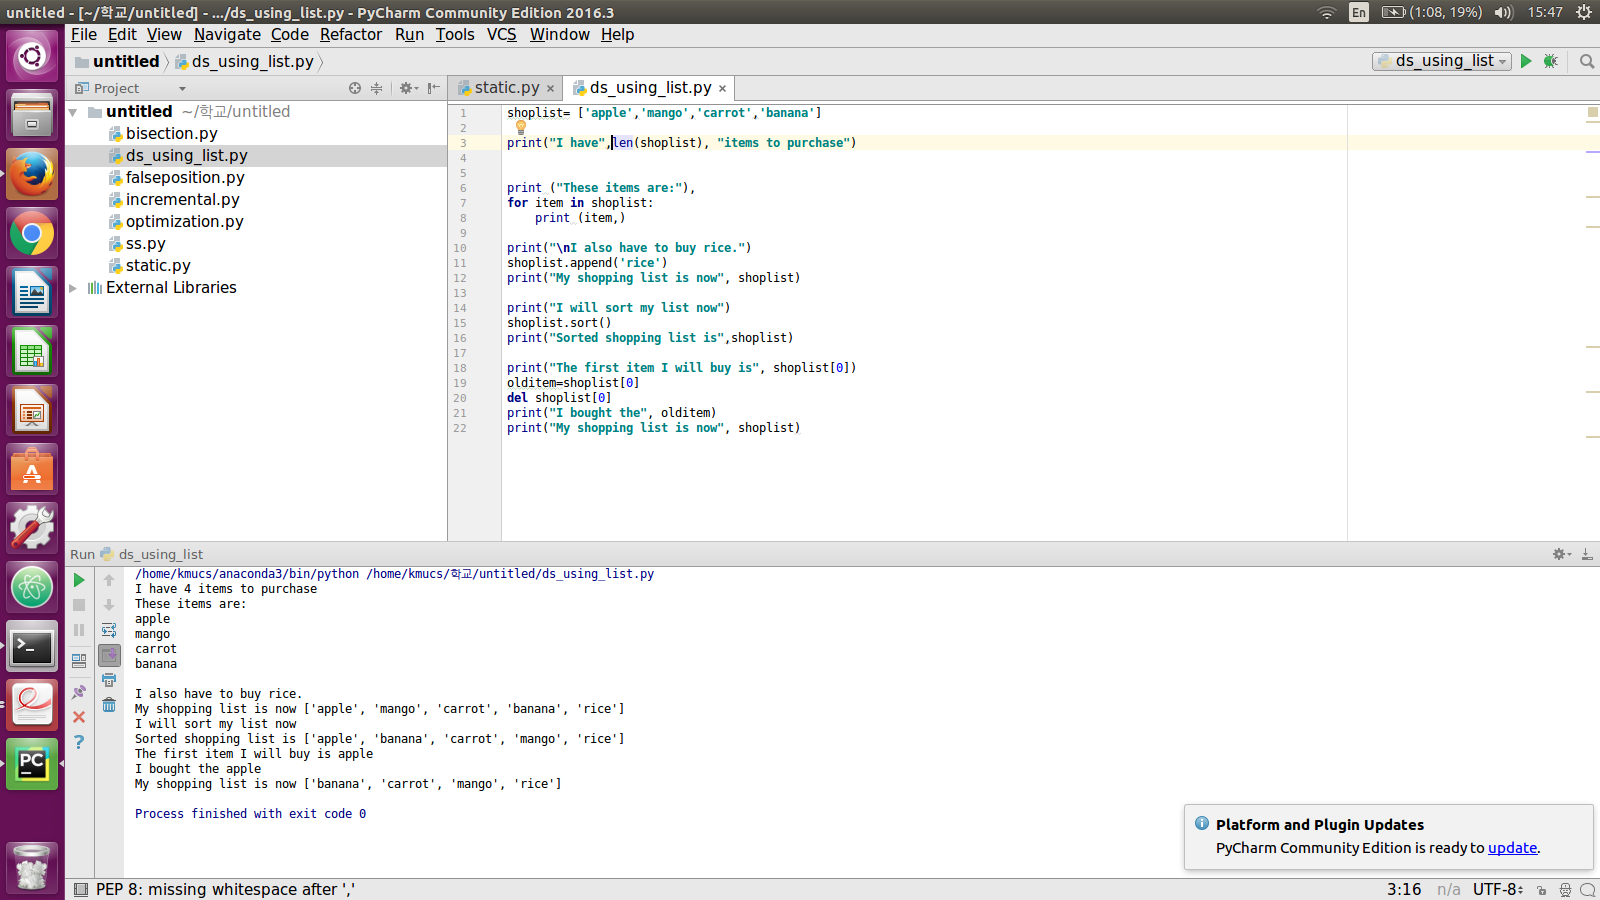 untitled - [~/학교/untitled] - .../ds_using_list.py - PyCharm Community Edition 2016.3
En (1:08, 19%) 15:47
File Edit View Navigate Code Refactor Run Tools VCS Window Help
untitled ds_using_list.py
ds_using_list
Project
static.py ×
ds_using_list.py ×
untitled ~/학교/untitled
bisection.py
ds_using_list.py
falseposition.py
incremental.py
optimization.py
ss.py
static.py
External Libraries
1 shoplist= ['apple','mango','carrot','banana']
2
3 print("I have",len(shoplist), "items to purchase")
4
5
6 print ("These items are:"),
7 for item in shoplist:
8 print (item,)
9
10 print("\nI also have to buy rice.")
11 shoplist.append('rice')
12 print("My shopping list is now", shoplist)
13
14 print("I will sort my list now")
15 shoplist.sort()
16 print("Sorted shopping list is",shoplist)
17
18 print("The first item I will buy is", shoplist[0])
19 olditem=shoplist[0]
20 del shoplist[0]
21 print("I bought the", olditem)
22 print("My shopping list is now", shoplist)
Run ds_using_list
/home/kmucs/anaconda3/bin/python /home/kmucs/학교/untitled/ds_using_list.py
I have 4 items to purchase
These items are:
apple
mango
carrot
banana
I also have to buy rice.
My shopping list is now ['apple', 'mango', 'carrot', 'banana', 'rice']
I will sort my list now
Sorted shopping list is ['apple', 'banana', 'carrot', 'mango', 'rice']
The first item I will buy is apple
I bought the apple
My shopping list is now ['banana', 'carrot', 'mango', 'rice']
Process finished with exit code 0
Platform and Plugin Updates
PyCharm Community Edition is ready to update.
PEP 8: missing whitespace after ','
3:16 n/a UTF-8
PC